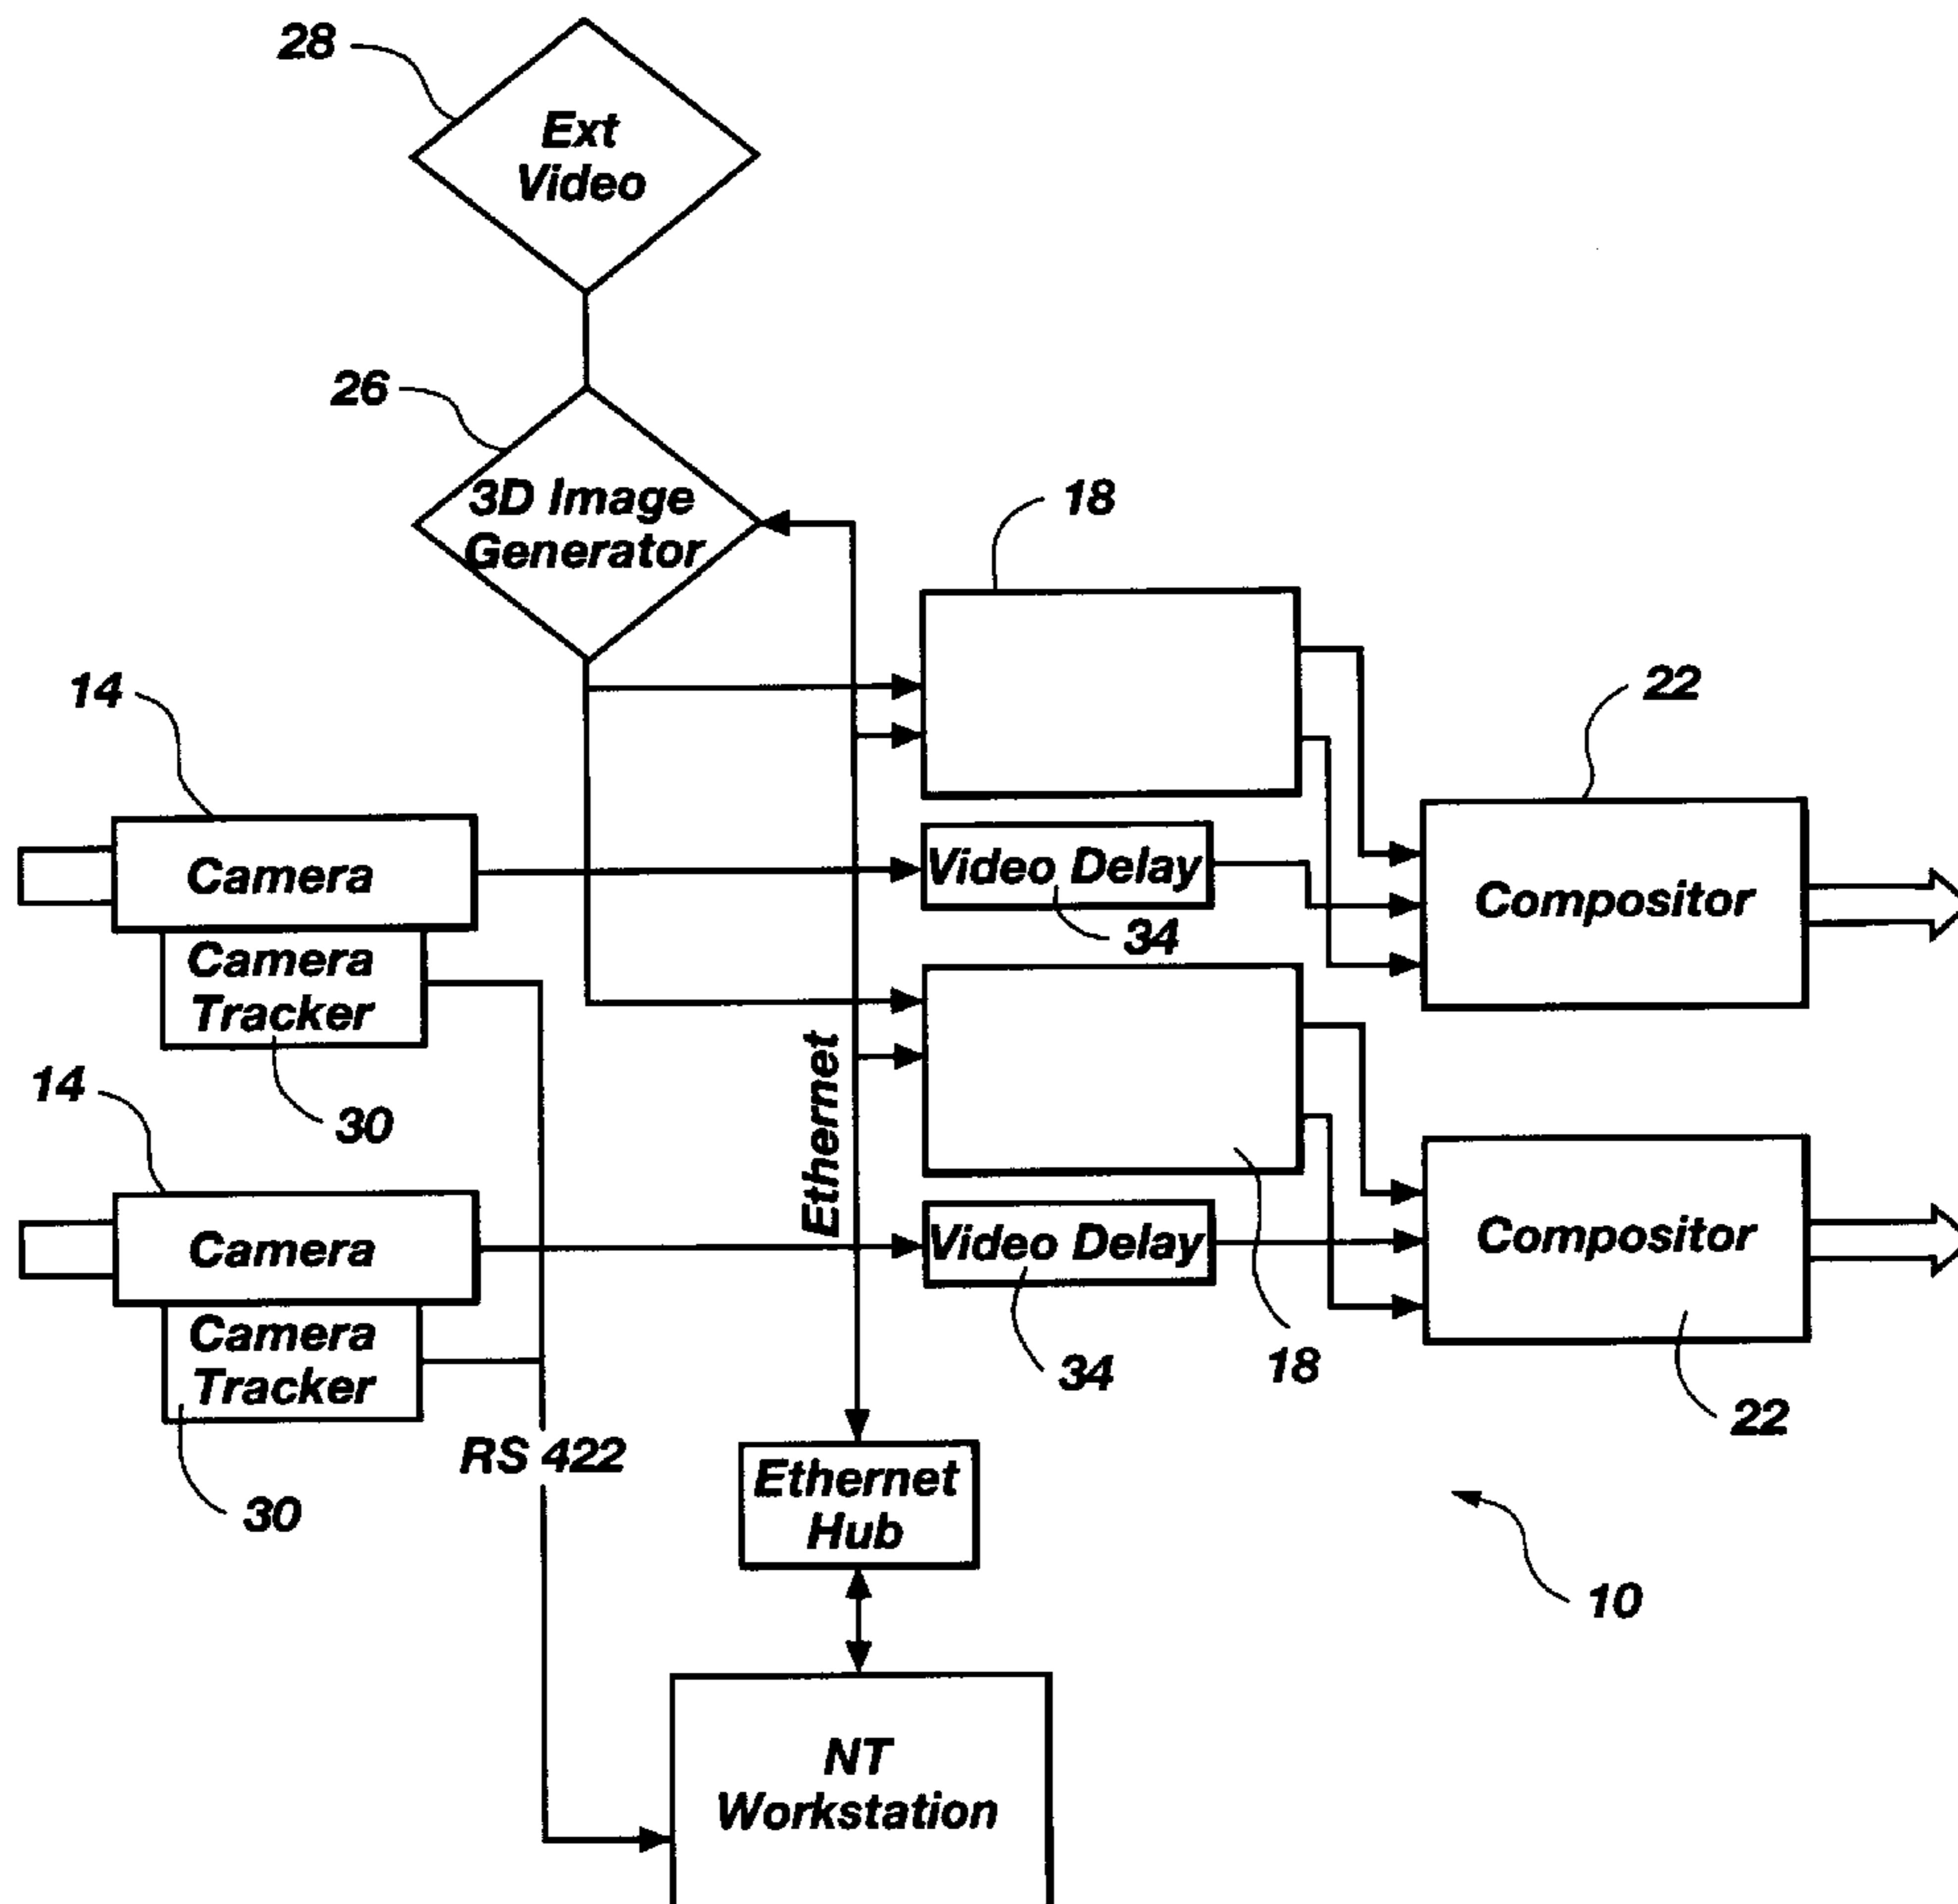 28
Ext
Video
26
3D Image
Generator
18
14
22
Camera
Video Delay
Compositor
34
Camera
Tracker
30
14
Ethernet
Camera
Video Delay
Compositor
Camera
Tracker
34
18
22
RS 422
30
Ethernet
Hub
10
NT
Workstation